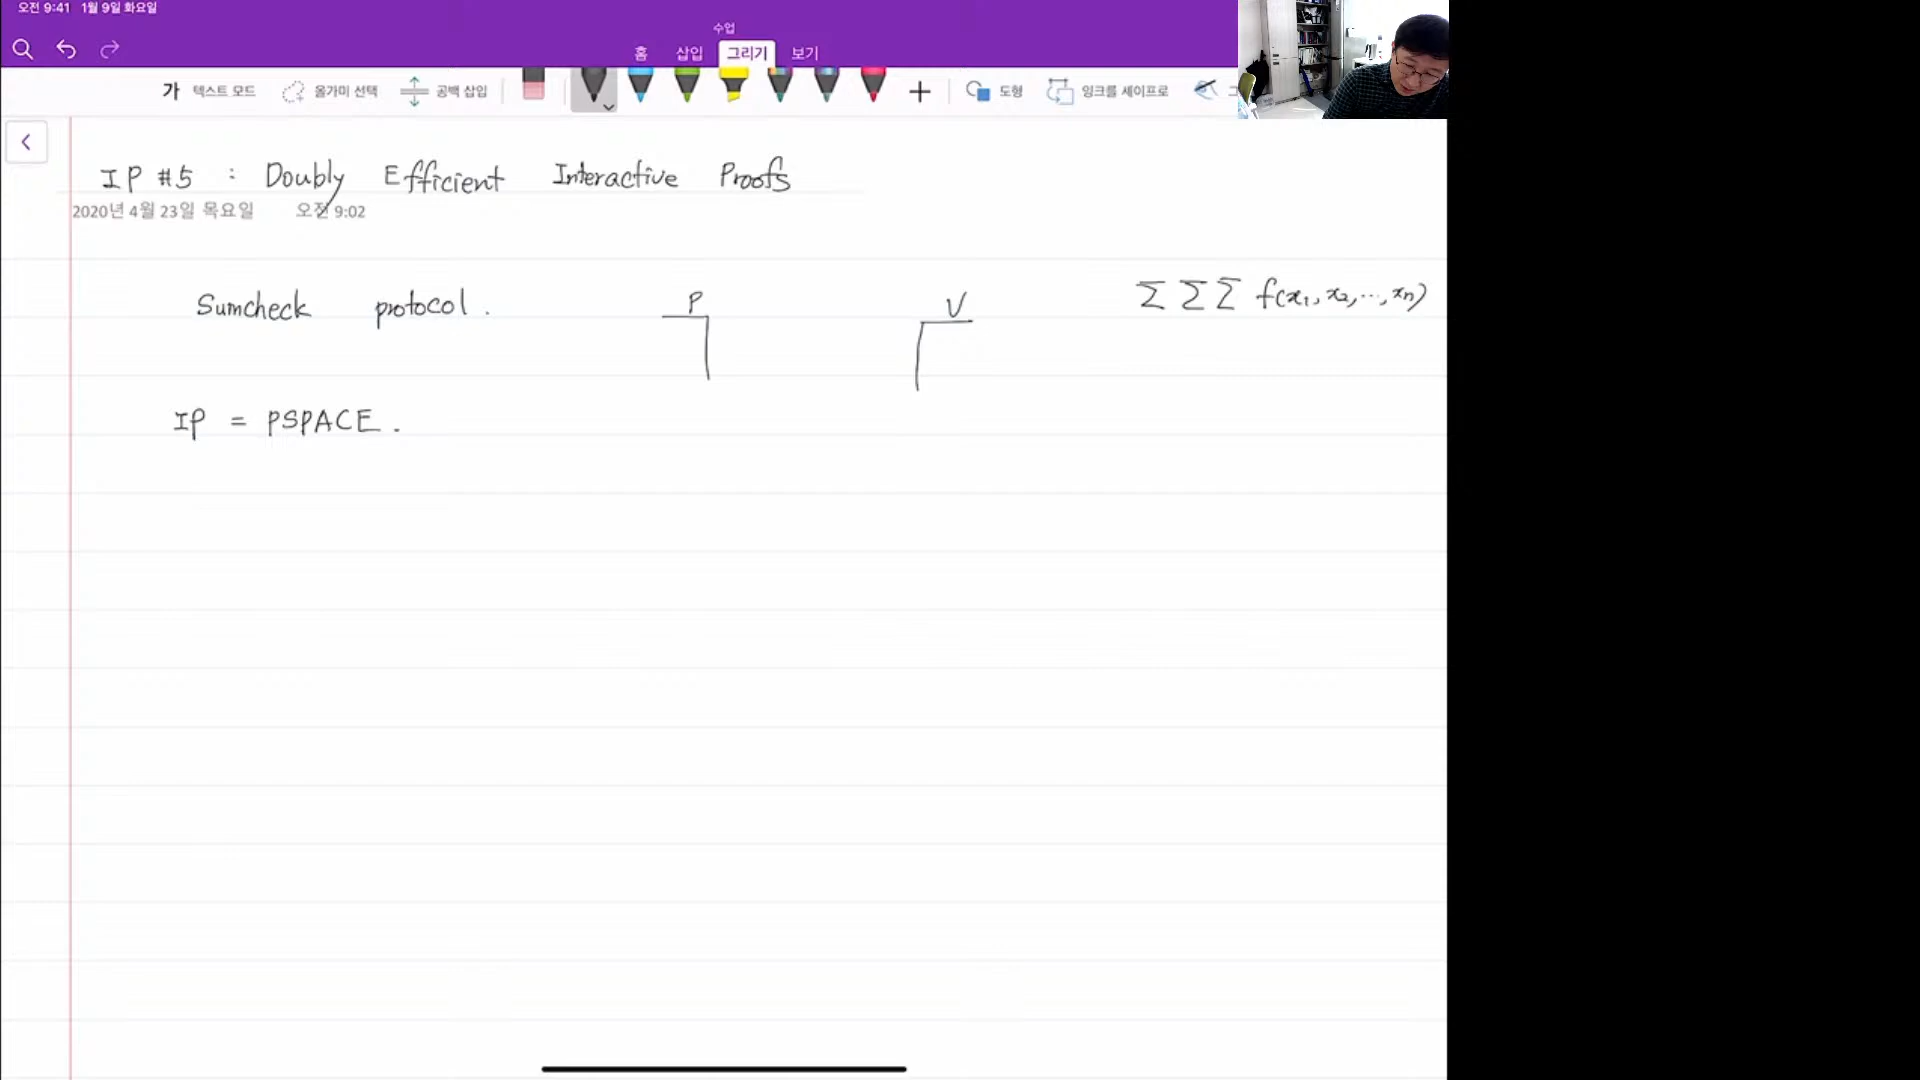 오전 9:41 1월 9일 화요일
수업
홈 삽입 그리기 보기
가 텍스트 모드 올가미 선택 공백 삽입 도형 잉크를 셰이프로
IP #5 : Doubly Efficient Interactive Proofs
2020년 4월 23일 목요일 오전 9:02
Sumcheck protocol. P V Σ Σ Σ f(x₁, x₂, ..., xₙ)
IP = PSPACE.